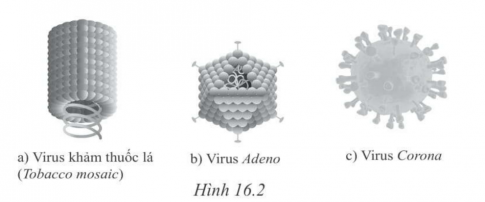 a) Virus khảm thuốc lá
(Tobacco mosaic)
b) Virus Adeno
c) Virus Corona
Hình 16.2